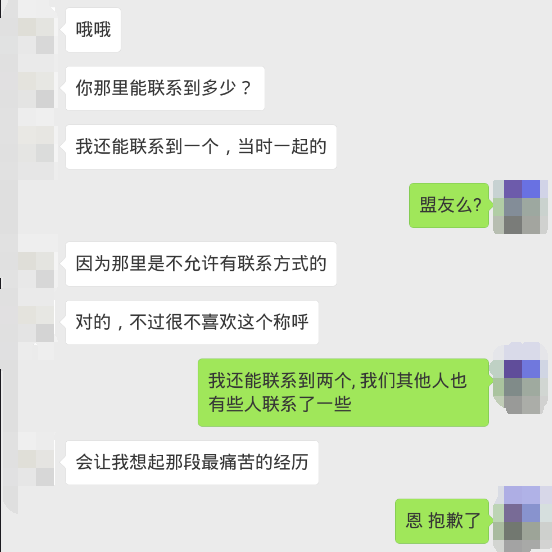 哦哦
你那里能联系到多少？
我还能联系到一个，当时一起的
盟友么?
因为那里是不允许有联系方式的
对的，不过很不喜欢这个称呼
我还能联系到两个, 我们其他人也
有些人联系了一些
会让我想起那段最痛苦的经历
恩 抱歉了